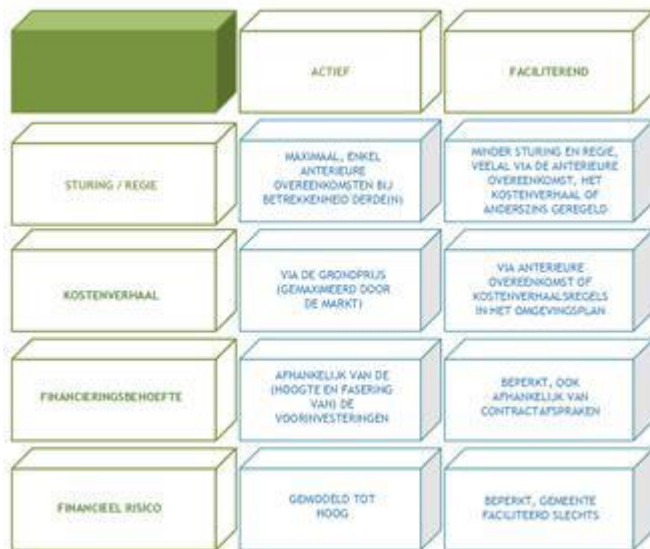 ACTIEF
FACILITEREND
STURING / REGIE
MAXIMAAL, ENKEL
ANTERIEURE
OVEREENKOMSTEN BIJ
BETREKKENHEID DERDE(N)
MINDER STURING EN REGIE,
VEELAL VIA DE ANTERIEURE
OVEREENKOMST, HET
KOSTENVERHAAL OF
ANDERSZINS GEREGELD
KOSTENVERHAAL
VIA DE GRONDPRIJS
(GEMAXIMEERD DOOR
DE MARKT)
VIA ANTERIEURE
OVEREENKOMST OF
KOSTENVERHAALSREGELS
IN HET OMGEVINGSPLAN
FINANCIERINGSBEHOEFTE
AFHANKELIJK VAN DE
(HOOGTE EN FASERING
VAN) DE
VOORINVESTERINGEN
BEPERKT, OOK
AFHANKELIJK VAN
CONTRACTAFSPRAKEN
FINANCIEEL RISICO
GEMIDDELD TOT
HOOG
BEPERKT, GEMEENTE
FACILITEERD SLECHTS